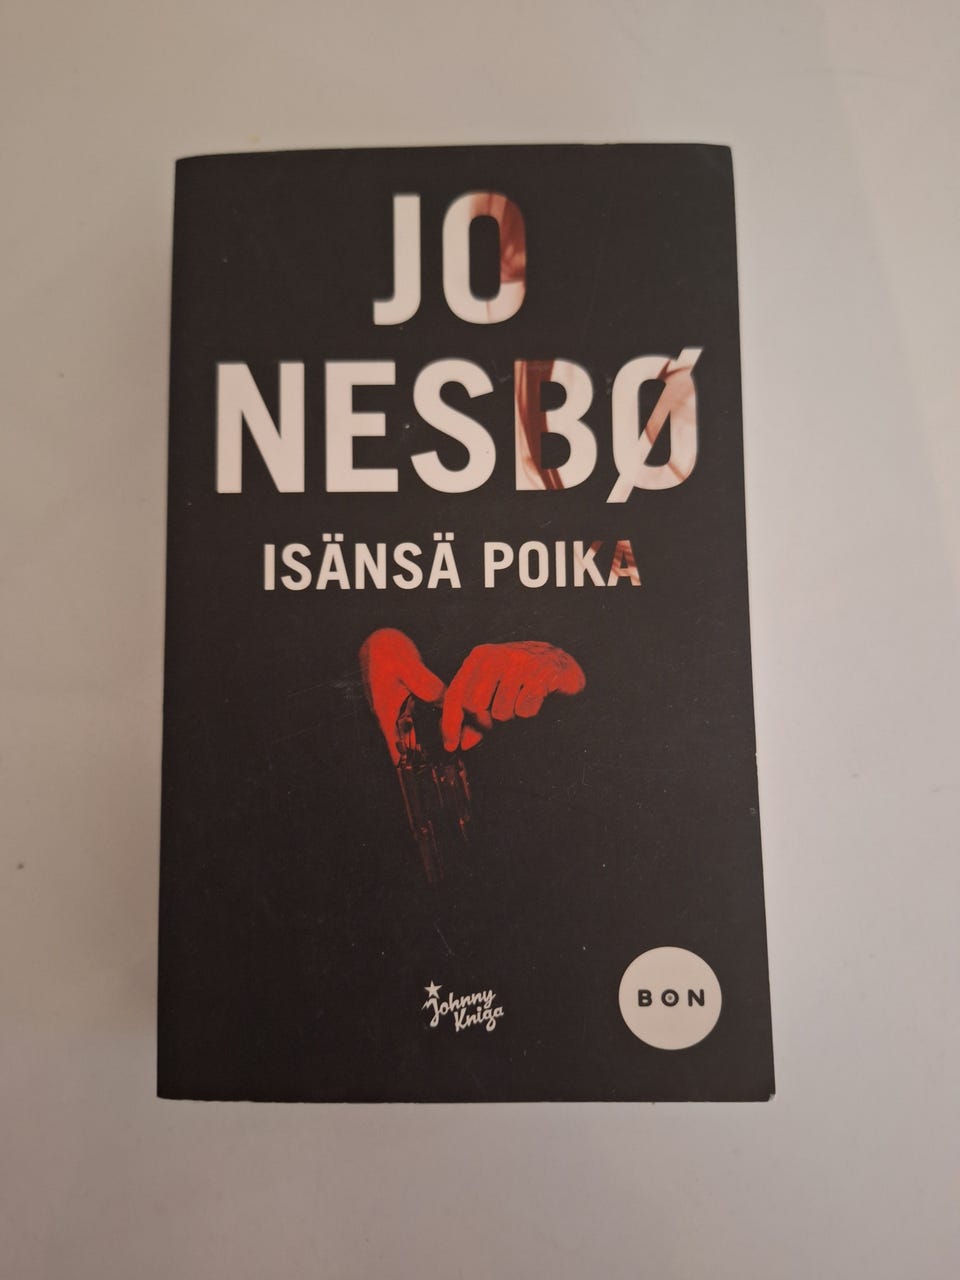 JO
NESBØ
ISÄNSÄ POIKA
Johnny
Kniga
BON